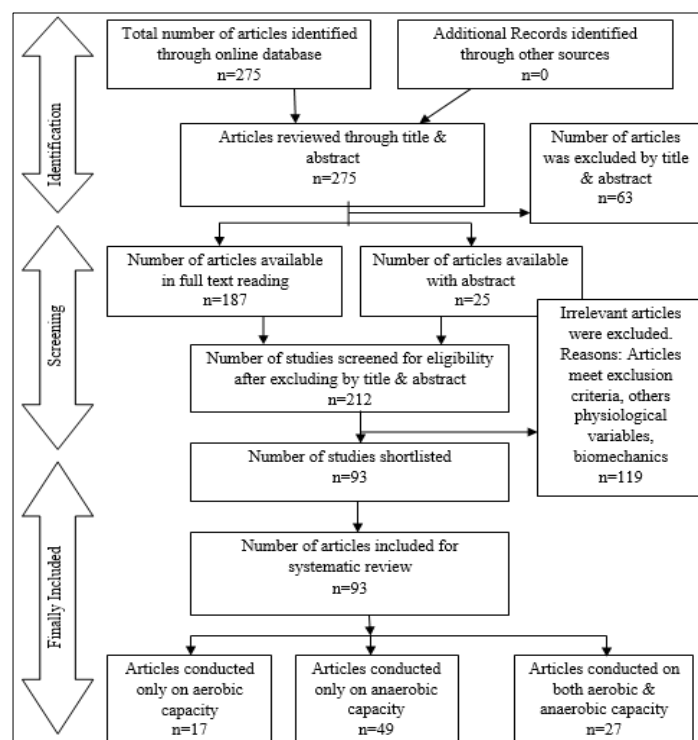 Total number of articles identified
through online database
n=275
Additional Records identified
through other sources
n=0
Identification
Articles reviewed through title &
abstract
n=275
Number of articles
was excluded by title
& abstract
n=63
Screening
Number of articles available
in full text reading
n=187
Number of articles available
with abstract
n=25
Irrelevant articles
were excluded.
Reasons: Articles
meet exclusion
criteria, others
physiological
variables,
biomechanics
n=119
Number of studies screened for eligibility
after excluding by title & abstract
n=212
Number of studies shortlisted
n=93
Finally Included
Number of articles included for
systematic review
n=93
Articles conducted
only on aerobic
capacity
n=17
Articles conducted
only on anaerobic
capacity
n=49
Articles conducted on
both aerobic &
anaerobic capacity
n=27